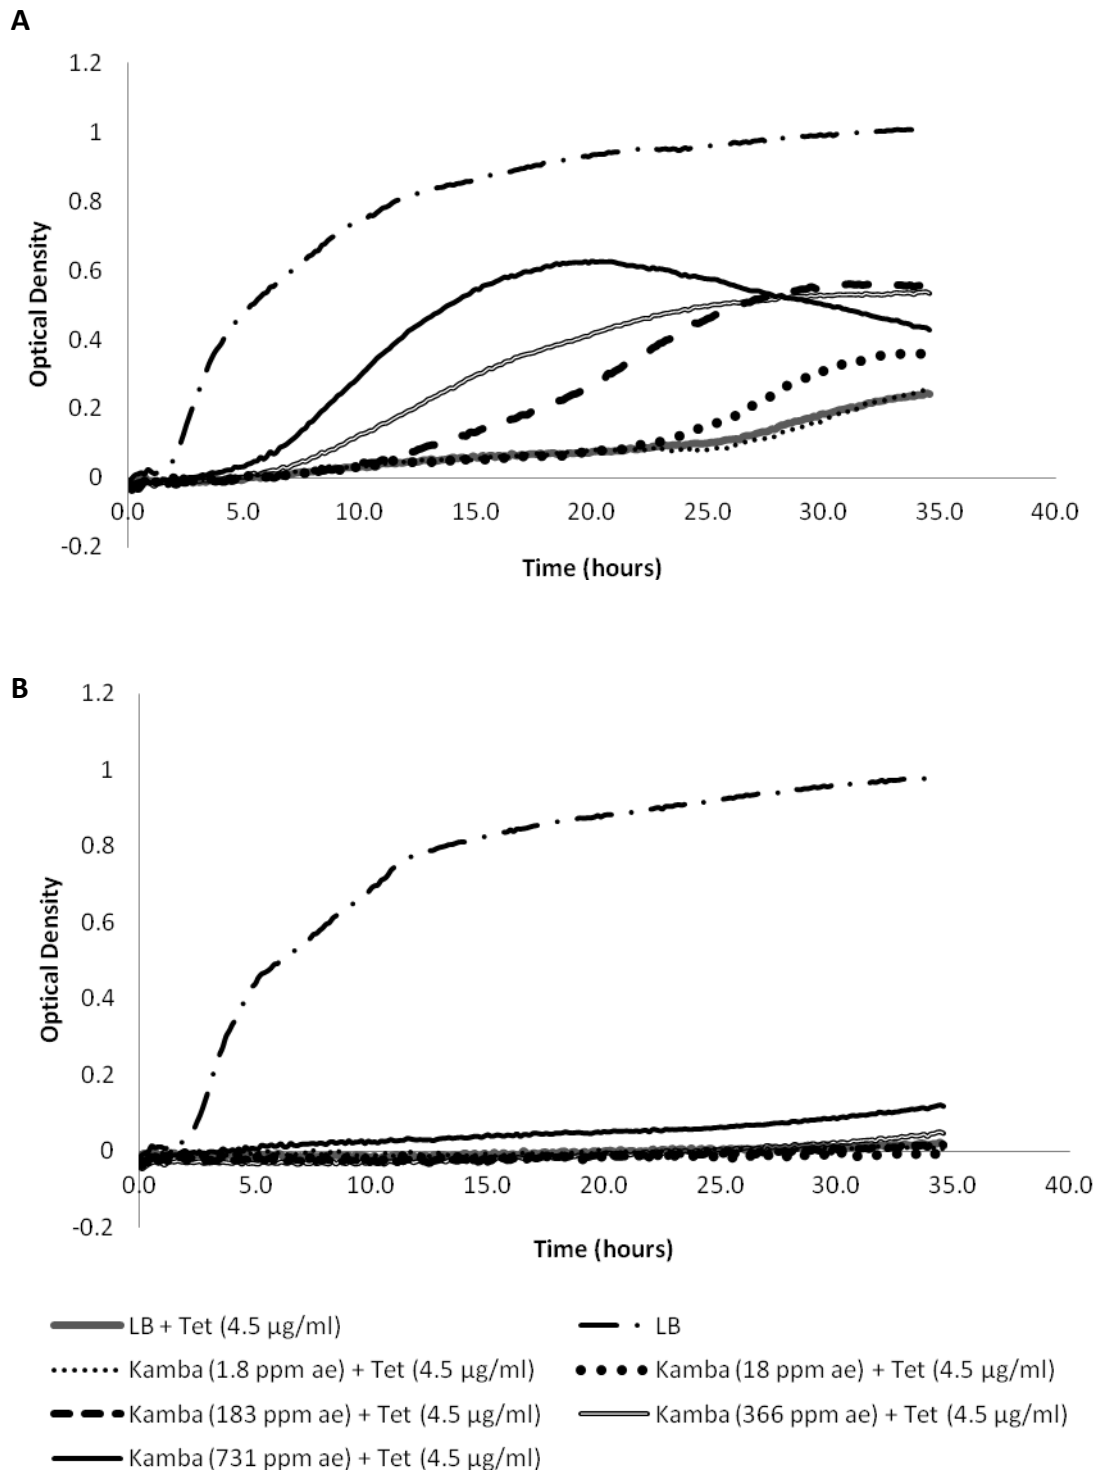 A
1.2
1
0.8
0.6
0.4
0.2
0
-0.2
Optical Density
0.0 5.0 10.0 15.0 20.0 25.0 30.0 35.0 40.0
Time (hours)
B
1.2
1
0.8
0.6
0.4
0.2
0
-0.2
Optical Density
0.0 5.0 10.0 15.0 20.0 25.0 30.0 35.0 40.0
Time (hours)
LB + Tet (4.5 µg/ml) LB
Kamba (1.8 ppm ae) + Tet (4.5 µg/ml) Kamba (18 ppm ae) + Tet (4.5 µg/ml)
Kamba (183 ppm ae) + Tet (4.5 µg/ml) Kamba (366 ppm ae) + Tet (4.5 µg/ml)
Kamba (731 ppm ae) + Tet (4.5 µg/ml)